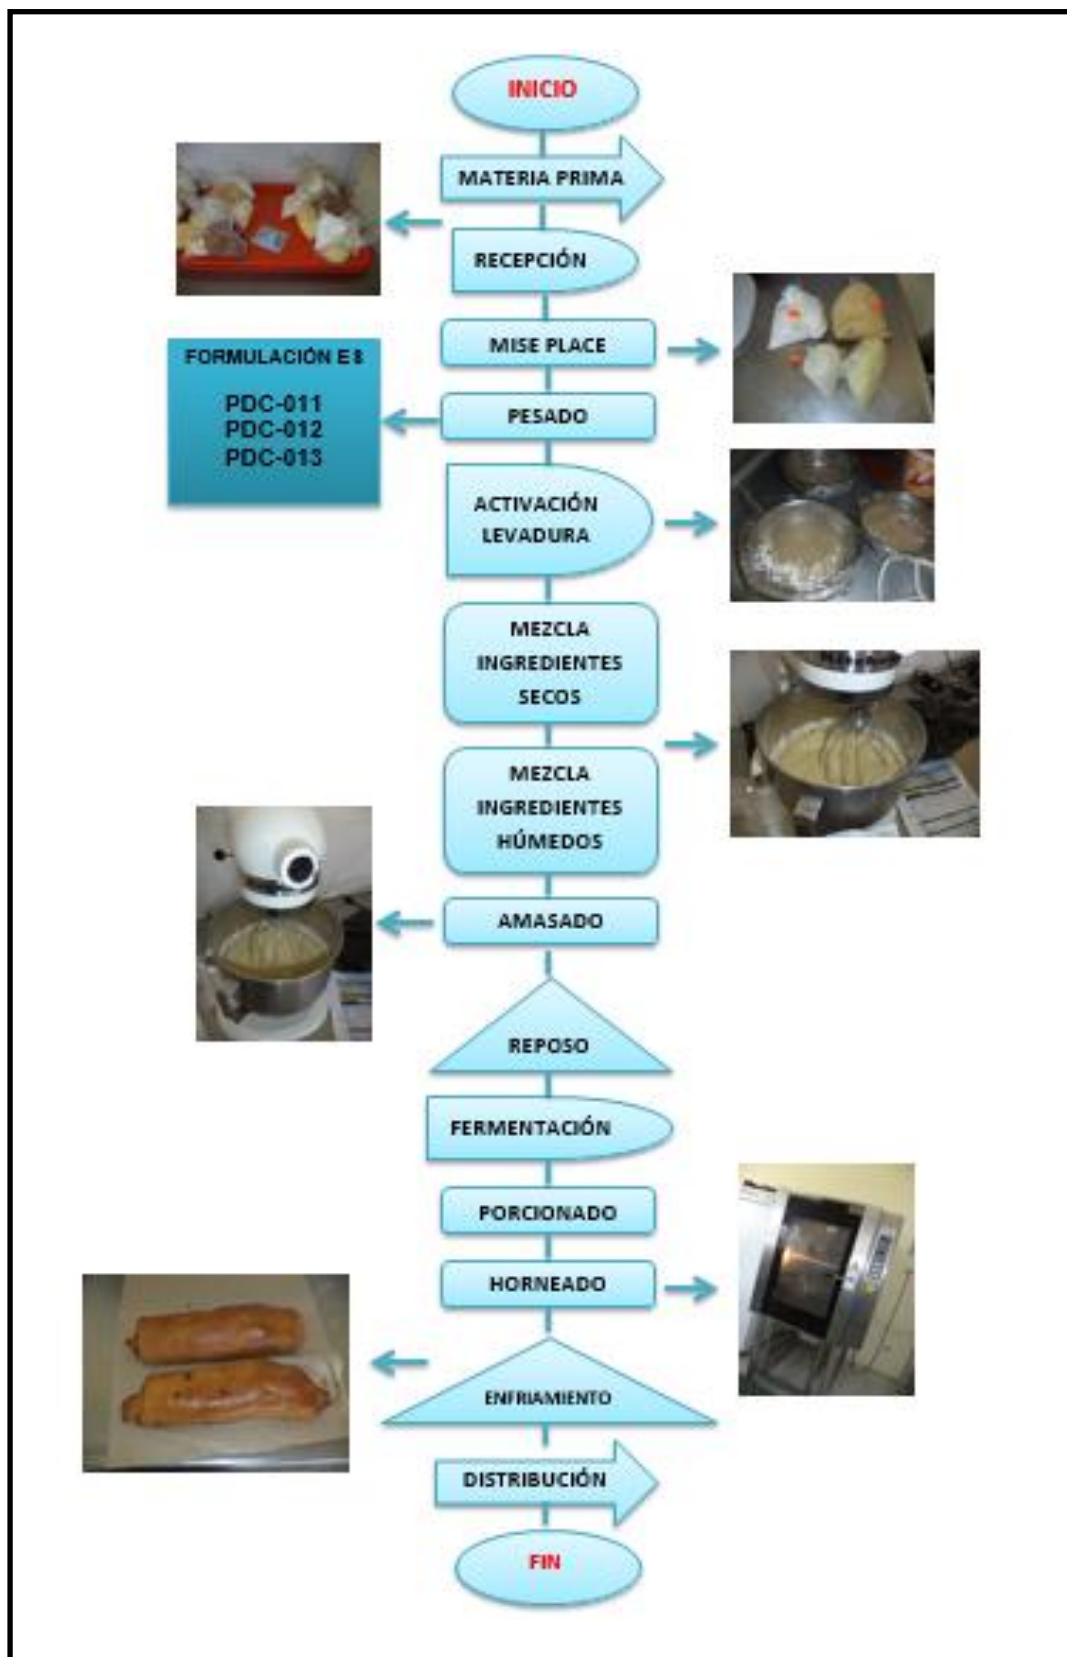 INICIO
MATERIA PRIMA
RECEPCIÓN
MISE PLACE
FORMULACIÓN E8
PDC-011
PDC-012
PDC-013
PESADO
ACTIVACIÓN
LEVADURA
MEZCLA
INGREDIENTES
SECOS
MEZCLA
INGREDIENTES
HÚMEDOS
AMASADO
REPOSO
FERMENTACIÓN
PORCIONADO
HORNEADO
ENFRIAMIENTO
DISTRIBUCIÓN
FIN